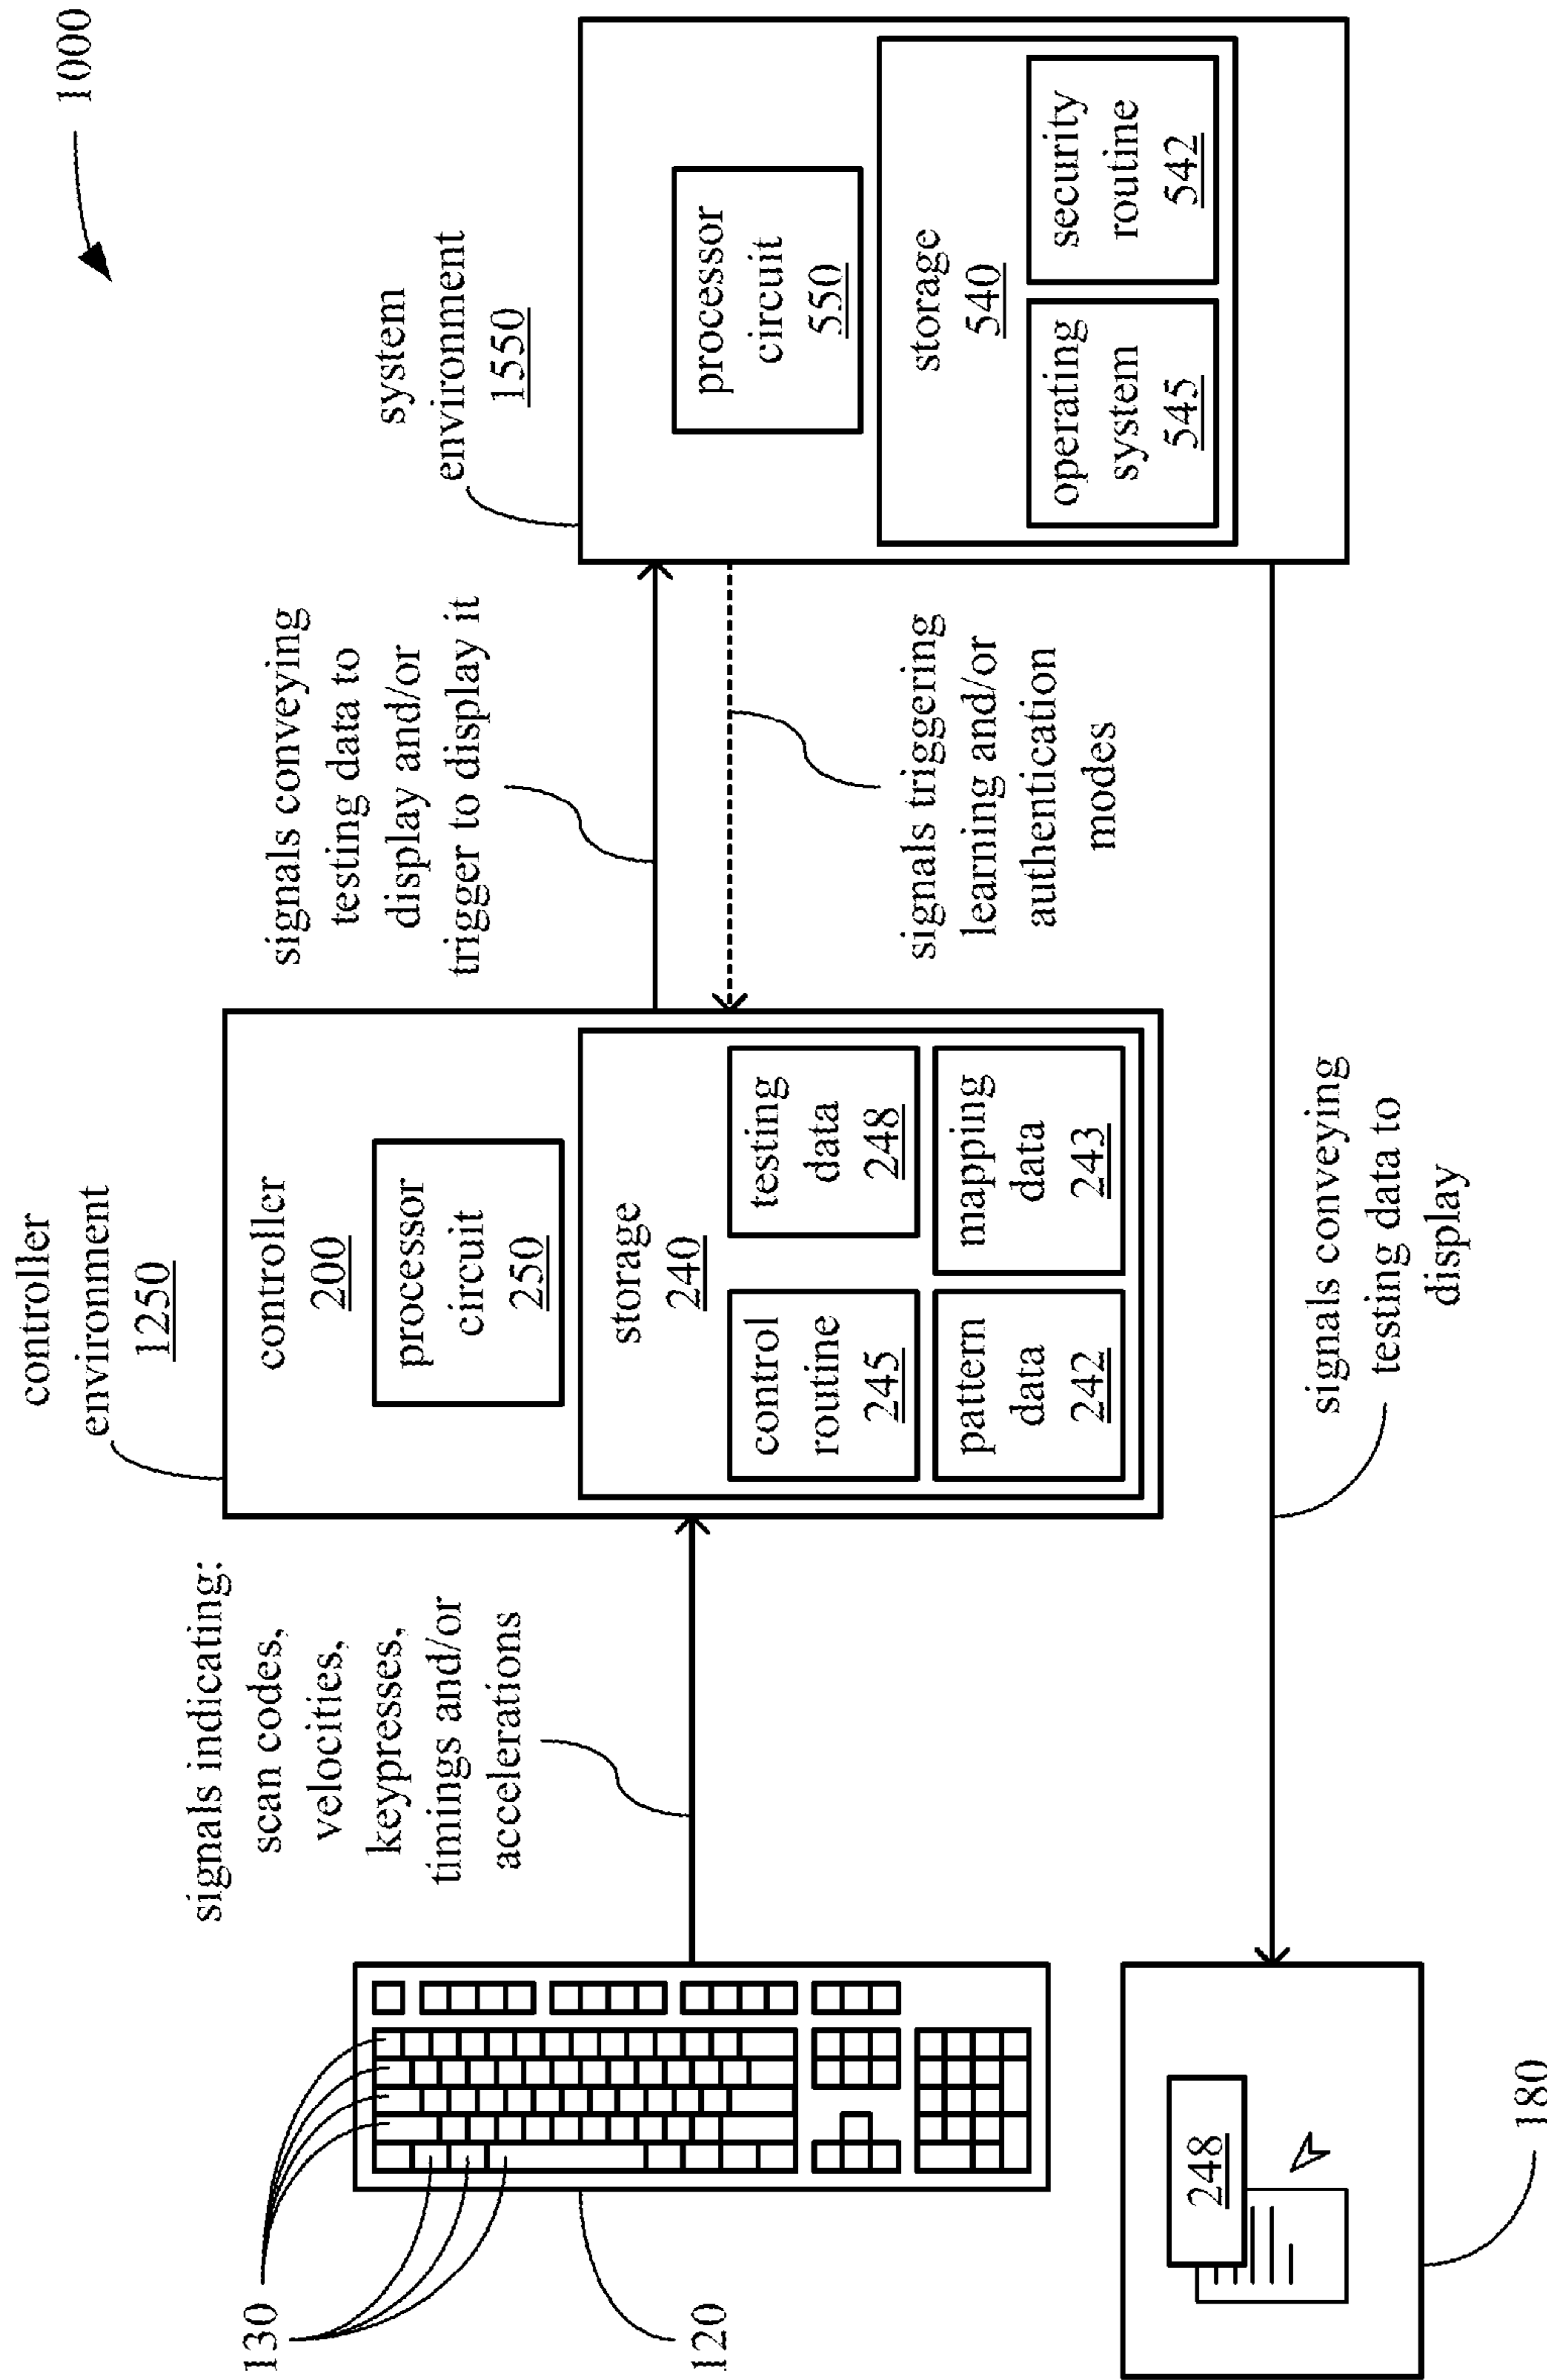 1000
controller
environment
1250
system
environment
1550
signals indicating:
scan codes,
velocities,
keypresses,
timings and/or
accelerations
signals conveying
testing data to
display and/or
trigger to display it
130
120
controller
200
processor
circuit
250
storage
240
control
routine
245
testing
data
248
pattern
data
242
mapping
data
243
signals triggering
learning and/or
authentication
modes
processor
circuit
550
storage
540
operating
system
545
security
routine
542
248
180
signals conveying
testing data to
display